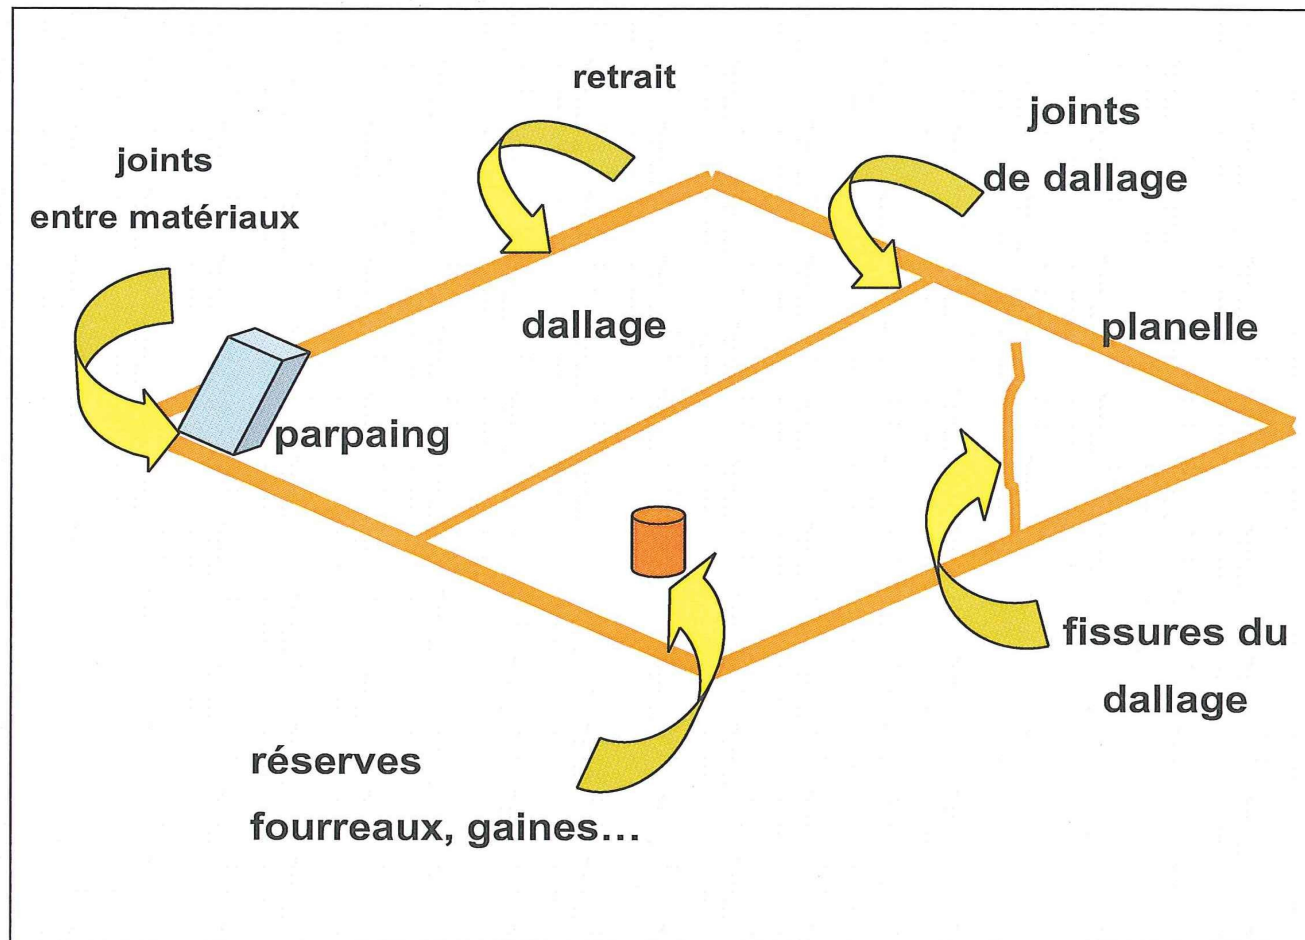 retrait
joints
de dallage
joints
entre matériaux
dallage
planelle
parpaing
fissures du
dallage
réserves
fourreaux, gaines…